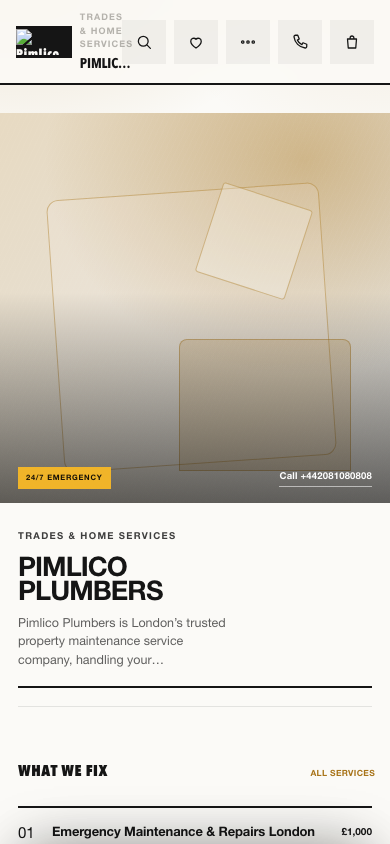 TRADES
& HOME
SERVICES
PIMLIC...
Pimlico
24/7 EMERGENCY
Call +442081080808
TRADES & HOME SERVICES
PIMLICO
PLUMBERS
Pimlico Plumbers is London's trusted
property maintenance service
company, handling your...
WHAT WE FIX
ALL SERVICES
01 Emergency Maintenance & Repairs London £1,000